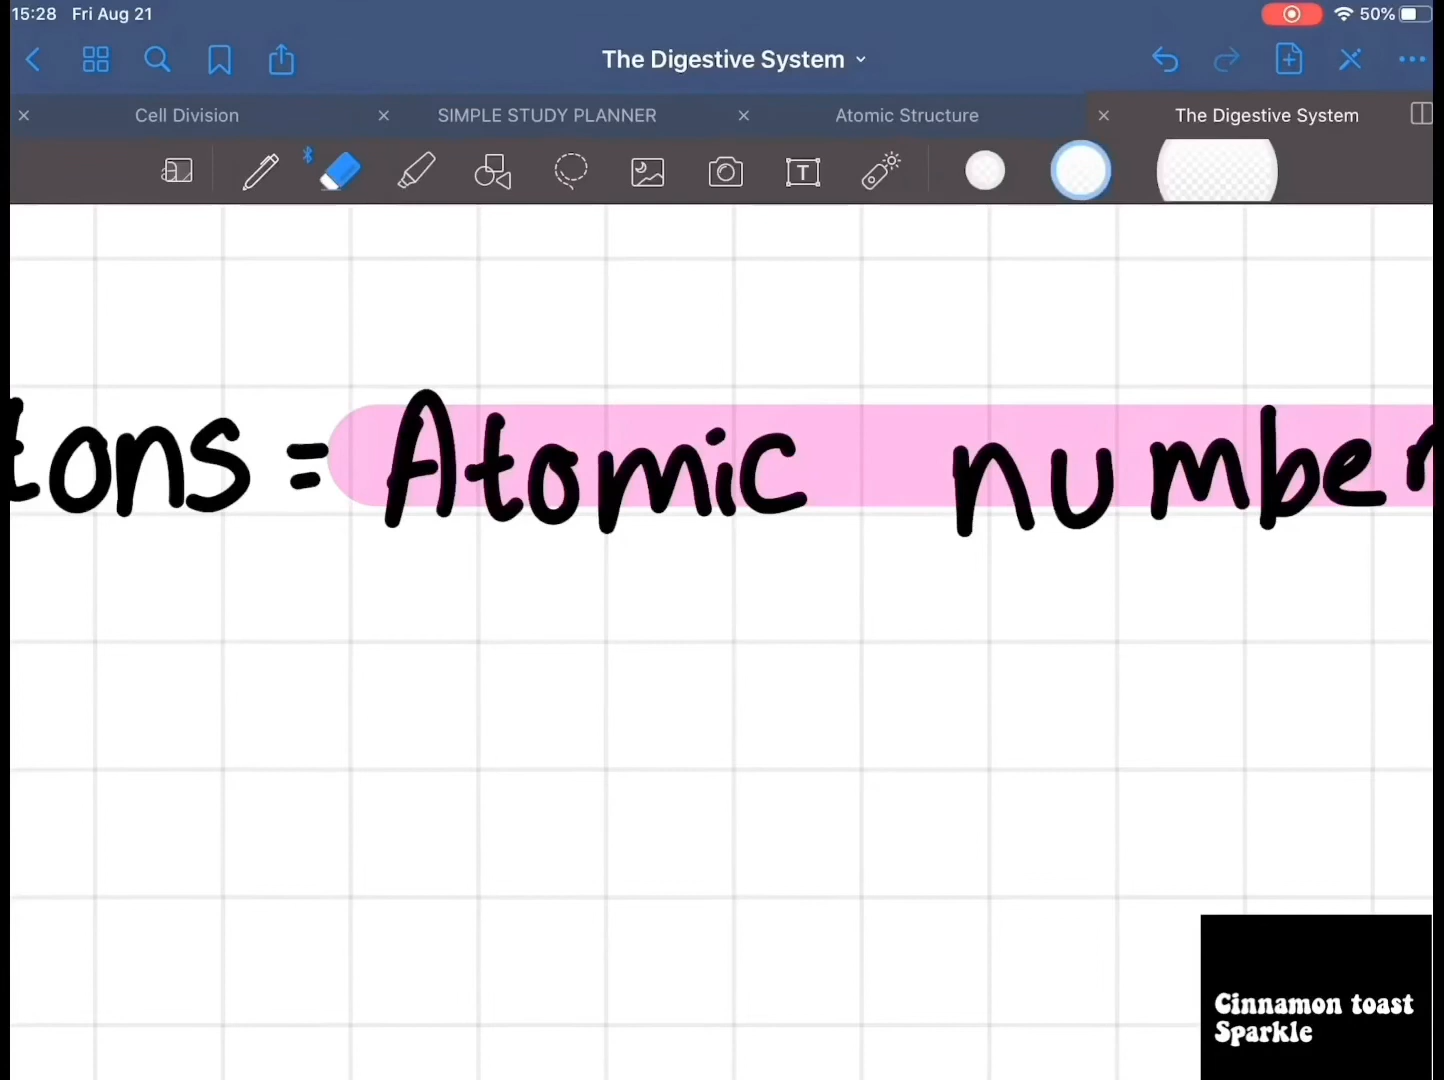 15:28 Fri Aug 21 50%
The Digestive System
Cell Division SIMPLE STUDY PLANNER Atomic Structure The Digestive System
T
tons = Atomic number
Cinnamon toast
Sparkle